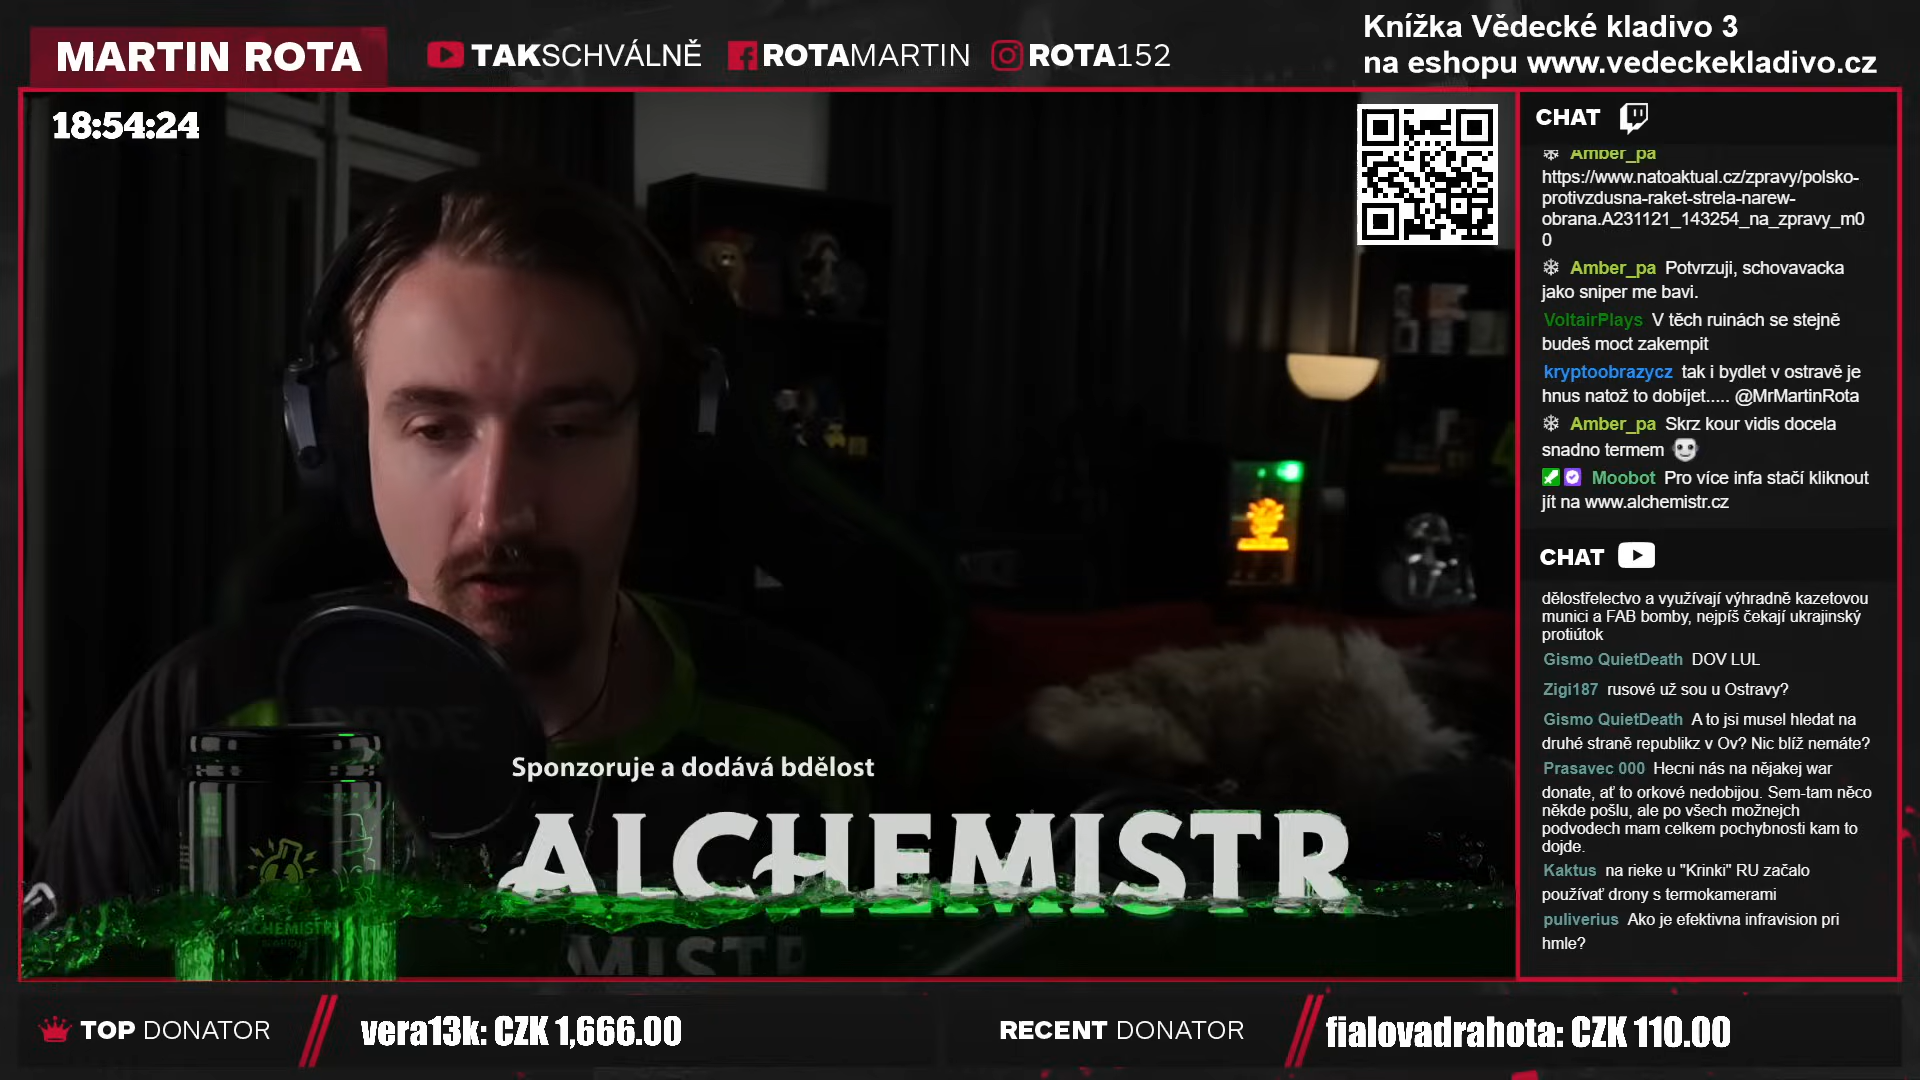 MARTIN ROTA
TAKSCHVÁLNĚ
ROTAMARTIN
ROTA152
Knížka Vědecké kladivo 3
na eshopu www.vedeckekladivo.cz
18:54:24
CHAT
Amber_pa
https://www.natoaktual.cz/zpravy/polsko-
protivzdusna-raket-strela-narew-
obrana.A231121_143254_na_zpravy_m0
0
Amber_pa Potvrzuji, schovavacka
jako sniper me bavi.
VoltairPlays V těch ruinách se stejně
budeš moct zakempit
kryptoobrazycz tak i bydlet v ostravě je
hnus natož to dobíjet..... @MrMartinRota
Amber_pa Skrz kour vidis docela
snadno termem
Moobot Pro více infa stačí kliknout
jít na www.alchemistr.cz
CHAT
dělostřelectvo a využívají výhradně kazetovou
munici a FAB bomby, nejpíš čekají ukrajinský
protiútok
Gismo QuietDeath DOV LUL
Zigi187 rusové už sou u Ostravy?
Gismo QuietDeath A to jsi musel hledat na
druhé straně republikz v Ov? Nic blíž nemáte?
Prasavec 000 Hecni nás na nějakej war
donate, ať to orkové nedobijou. Sem-tam něco
někde pošlu, ale po všech možnejch
podvodech mam celkem pochybnosti kam to
dojde.
Kaktus na rieke u "Krinki" RU začalo
používať drony s termokamerami
puliverius Ako je efektivna infravision pri
hmle?
Sponzoruje a dodává bdělost
ALCHEMISTR
ALCHEMISTR
MISTR
TOP DONATOR
vera13k: CZK 1,666.00
RECENT DONATOR
fialovadrahota: CZK 110.00